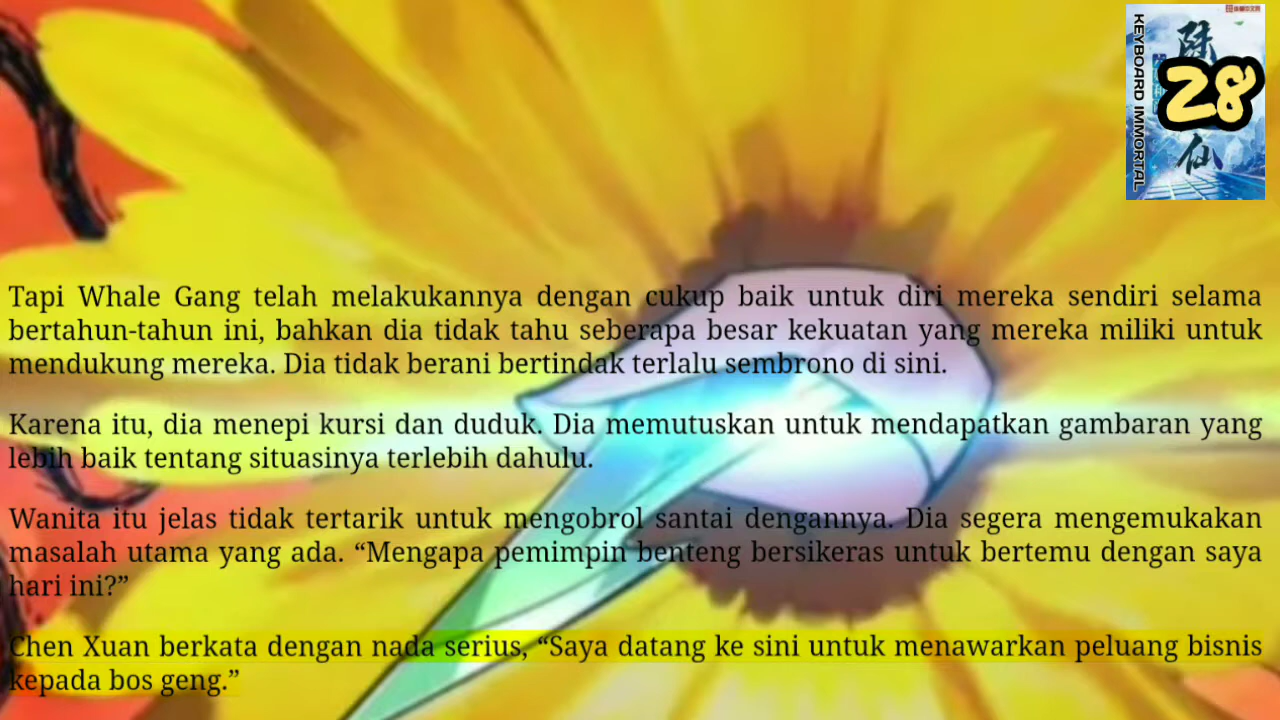 KEYBOARD IMMORTAL
陆
28
仙
Tapi Whale Gang telah melakukannya dengan cukup baik untuk diri mereka sendiri selama
bertahun-tahun ini, bahkan dia tidak tahu seberapa besar kekuatan yang mereka miliki untuk
mendukung mereka. Dia tidak berani bertindak terlalu sembrono di sini.
Karena itu, dia menepi kursi dan duduk. Dia memutuskan untuk mendapatkan gambaran yang
lebih baik tentang situasinya terlebih dahulu.
Wanita itu jelas tidak tertarik untuk mengobrol santai dengannya. Dia segera mengemukakan
masalah utama yang ada. “Mengapa pemimpin benteng bersikeras untuk bertemu dengan saya
hari ini?”
Chen Xuan berkata dengan nada serius, “Saya datang ke sini untuk menawarkan peluang bisnis
kepada bos geng.”